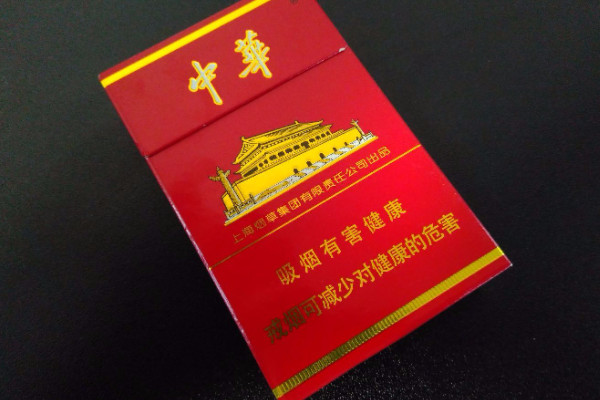 中華
上海烟草集团有限责任公司出品
吸烟有害健康
戒烟可减少对健康的危害